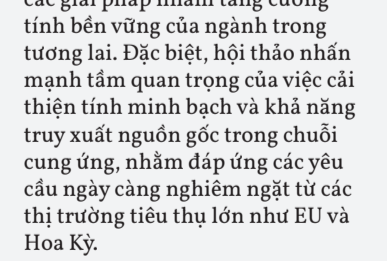 các giải pháp nhằm tăng cường
tính bền vững của ngành trong
tương lai. Đặc biệt, hội thảo nhấn
mạnh tầm quan trọng của việc cải
thiện tính minh bạch và khả năng
truy xuất nguồn gốc trong chuỗi
cung ứng, nhằm đáp ứng các yêu
cầu ngày càng nghiêm ngặt từ các
thị trường tiêu thụ lớn như EU và
Hoa Kỳ.